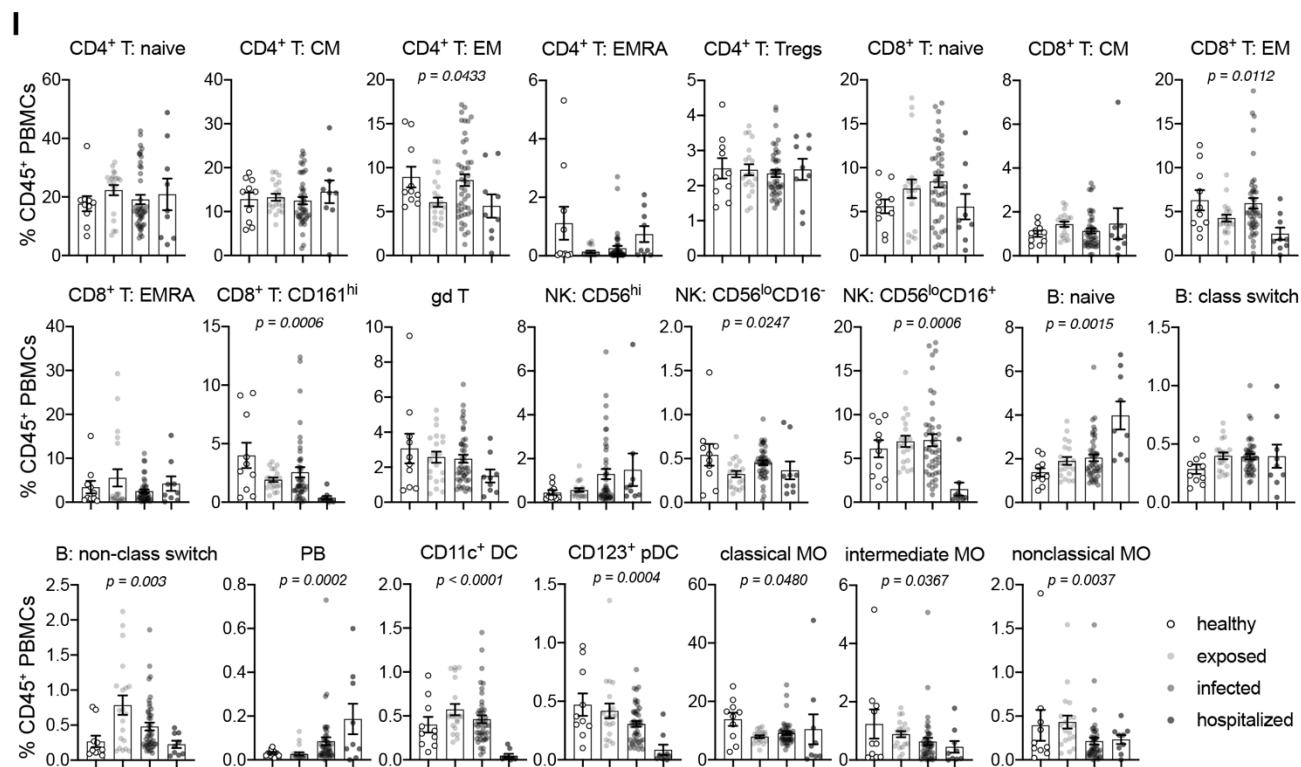 I
CD4+ T: naive CD4+ T: CM CD4+ T: EM CD4+ T: EMRA CD4+ T: Tregs CD8+ T: naive CD8+ T: CM CD8+ T: EM
p = 0.0433 p = 0.0112
% CD45+ PBMCs
60 40 20 0
40 30 20 10 0
20 15 10 5 0
6 4 2 0
5 4 3 2 1 0
20 15 10 5 0
8 6 4 2 0
20 15 10 5 0
CD8+ T: EMRA CD8+ T: CD161hi gd T NK: CD56hi NK: CD56loCD16- NK: CD56loCD16+ B: naive B: class switch
p = 0.0006 p = 0.0247 p = 0.0006 p = 0.0015
% CD45+ PBMCs
40 30 20 10 0
15 10 5 0
10 8 6 4 2 0
8 6 4 2 0
2.0 1.5 1.0 0.5 0.0
20 15 10 5 0
8 6 4 2 0
1.5 1.0 0.5 0.0
B: non-class switch PB CD11c+ DC CD123+ pDC classical MO intermediate MO nonclassical MO
p = 0.003 p = 0.0002 p < 0.0001 p = 0.0004 p = 0.0480 p = 0.0367 p = 0.0037
% CD45+ PBMCs
2.5 2.0 1.5 1.0 0.5 0.0
0.8 0.6 0.4 0.2 0.0
2.0 1.5 1.0 0.5 0.0
1.5 1.0 0.5 0.0
60 40 20 0
6 4 2 0
2.0 1.5 1.0 0.5 0.0
healthy
exposed
infected
hospitalized